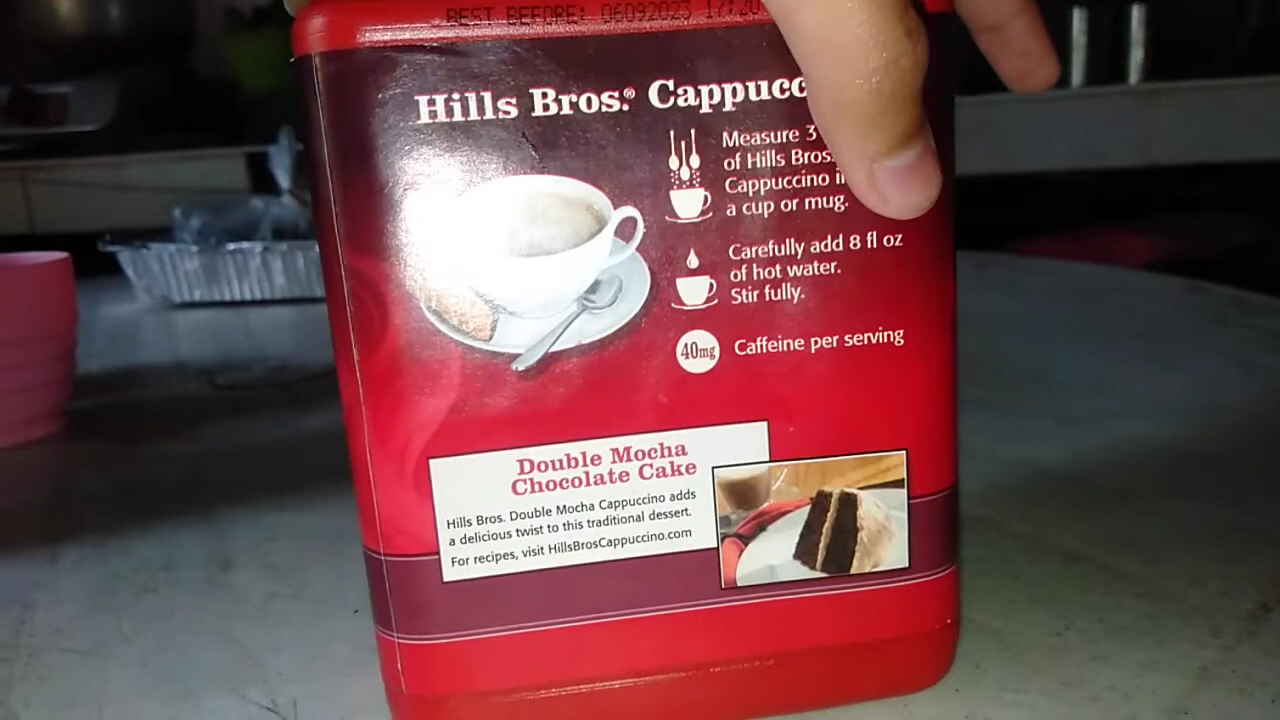 BEST BEFORE: 06092023 17:20
Hills Bros.®
Measure 3
of Hills Bros.
Cappuccino
a cup or mug.
Carefully add 8 fl oz
of hot water.
Stir fully.
40mg Caffeine per serving
Double Mocha
Chocolate Cake
Hills Bros. Double Mocha Cappuccino adds
a delicious twist to this traditional dessert.
For recipes, visit HillsBrosCappuccino.com